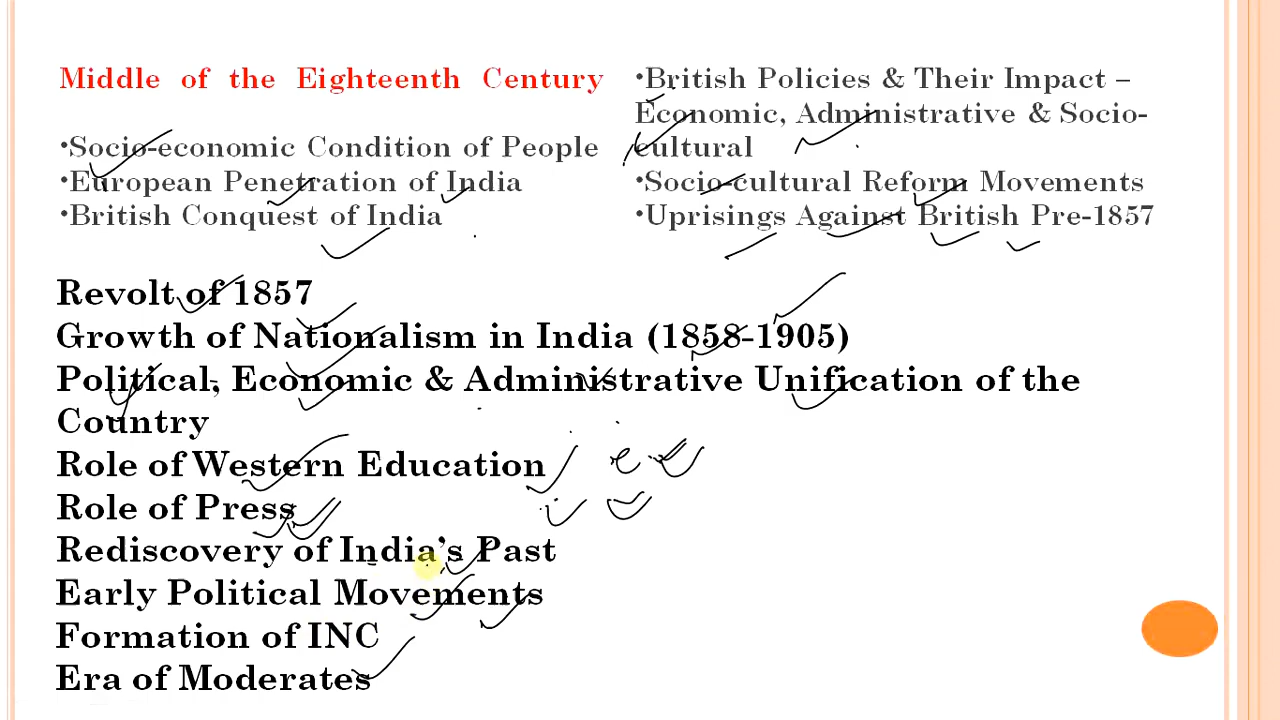 Middle of the Eighteenth Century
•Socio-economic Condition of People
•European Penetration of India
•British Conquest of India
•British Policies & Their Impact –
Economic, Administrative & Socio-
cultural
•Socio-cultural Reform Movements
•Uprisings Against British Pre-1857
Revolt of 1857
Growth of Nationalism in India (1858-1905)
Political, Economic & Administrative Unification of the
Country
Role of Western Education
Role of Press
Rediscovery of India's Past
Early Political Movements
Formation of INC
Era of Moderates